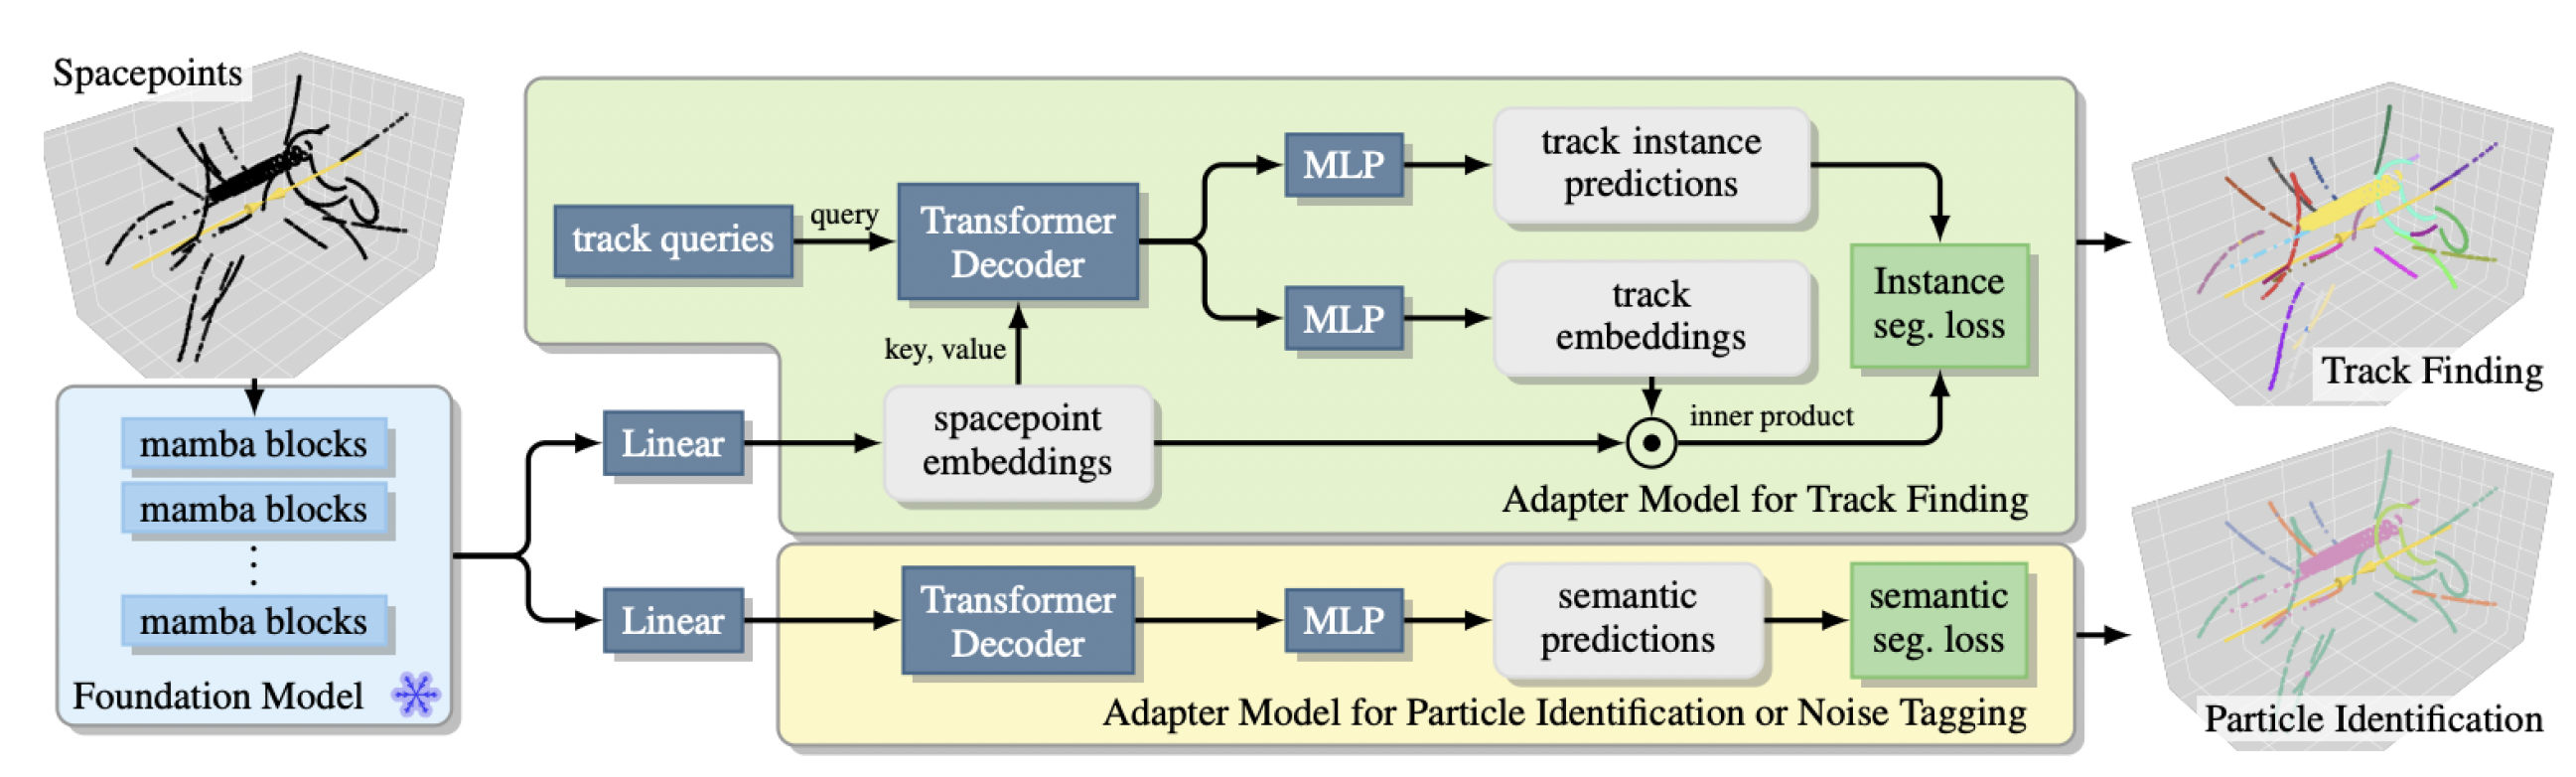 Spacepoints
mamba blocks
mamba blocks
mamba blocks
Foundation Model
Linear
Linear
track queries
query
Transformer
Decoder
key, value
spacepoint
embeddings
MLP
MLP
track instance
predictions
track
embeddings
inner product
Instance
seg. loss
Adapter Model for Track Finding
Transformer
Decoder
MLP
semantic
predictions
semantic
seg. loss
Adapter Model for Particle Identification or Noise Tagging
Track Finding
Particle Identification